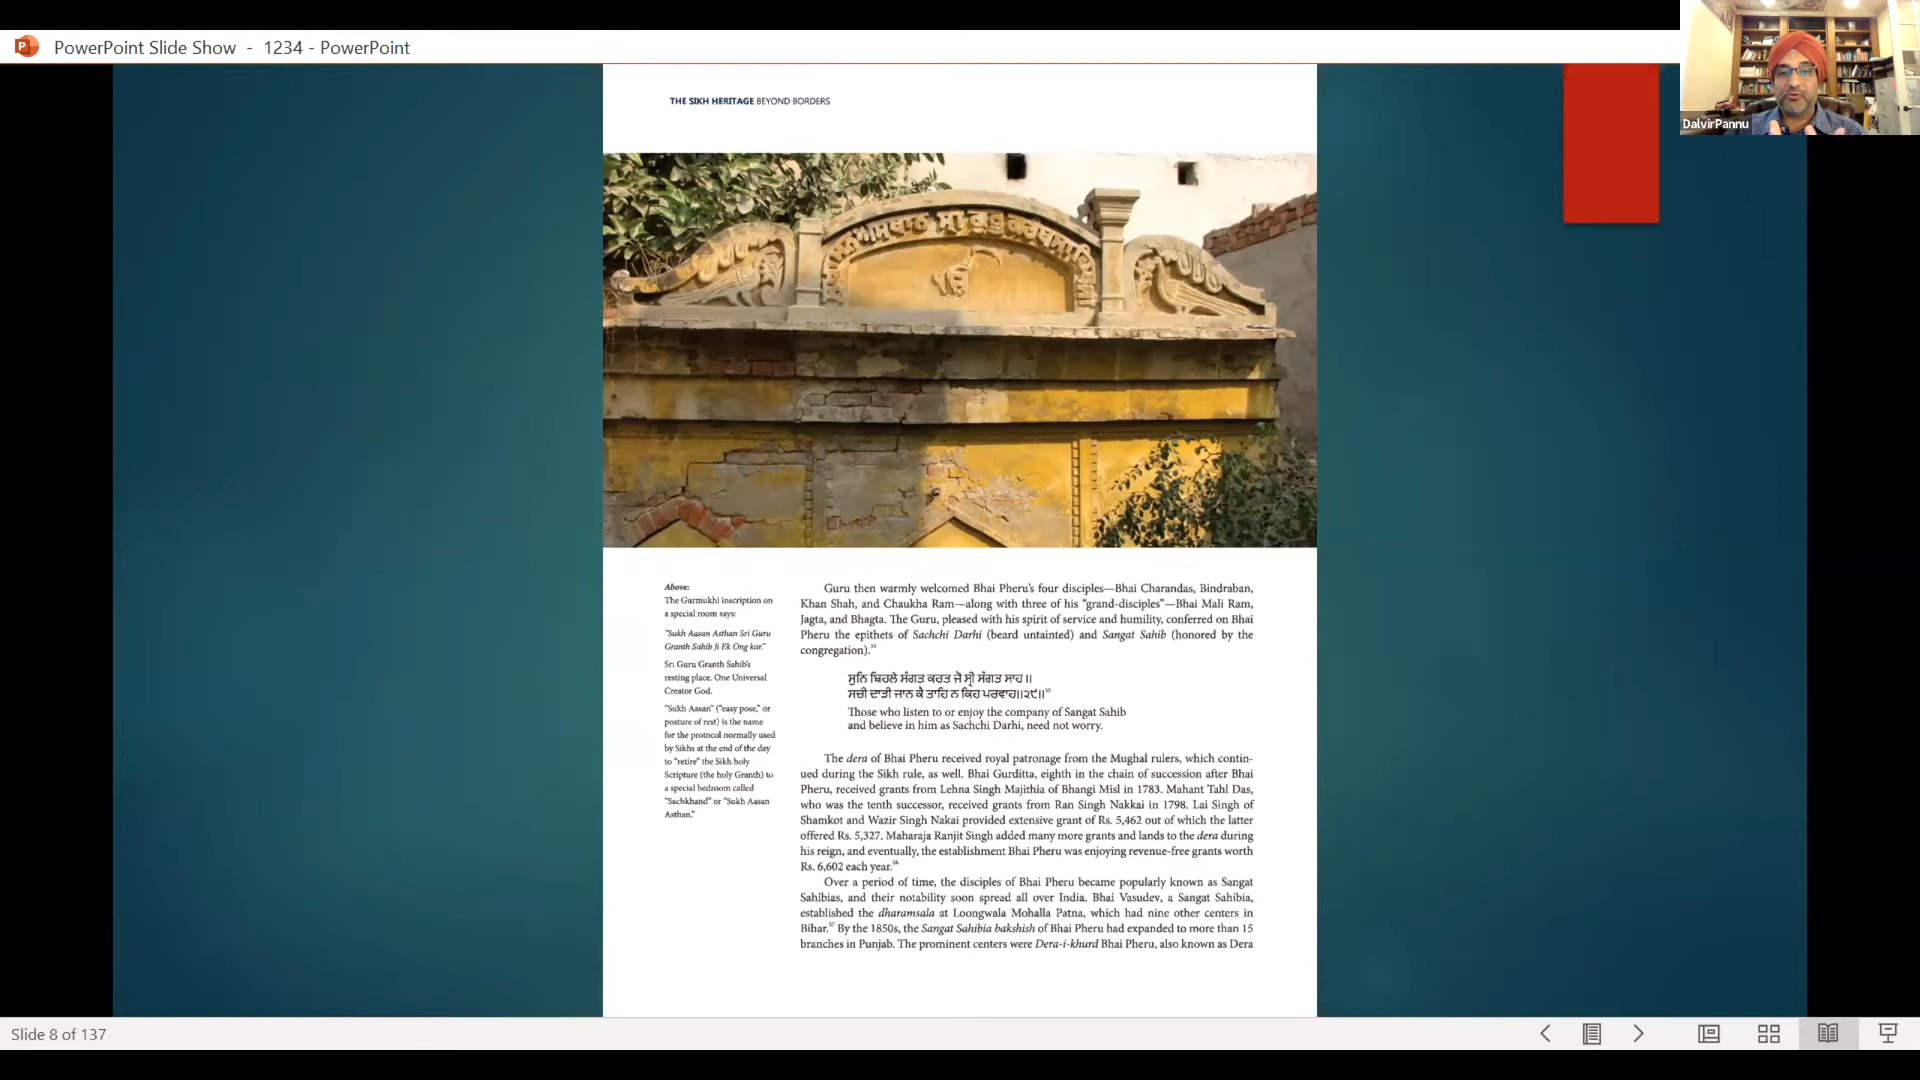 PowerPoint Slide Show - 1234 - PowerPoint
DalvirPannu
THE SIKH HERITAGE BEYOND BORDERS
Above:
The Gurmukhi inscription on
a special room says:
"Sukh Aasan Asthan Sri Guru
Granth Sahib Ji Ek Ong kar."
Sri Guru Granth Sahib's
resting place. One Universal
Creator God.
"Sukh Aasan" ("easy pose," or
posture of rest) is the name
for the protocol normally used
by Sikhs at the end of the day
to "retire" the Sikh holy
Scripture (the holy Granth) to
a special bedroom called
"Sachkhand" or "Sukh Aasan
Asthan."
Guru then warmly welcomed Bhai Pheru's four disciples—Bhai Charandas, Bindraban,
Khan Shah, and Chaukha Ram—along with three of his "grand-disciples"—Bhai Mali Ram,
Jagta, and Bhagta. The Guru, pleased with his spirit of service and humility, conferred on Bhai
Pheru the epithets of Sachchi Darhi (beard untainted) and Sangat Sahib (honored by the
congregation).
ਸੁਨਿ ਬਿਹਲੇ ਸੰਗਤ ਕਰਤ ਜੋ ਸ੍ਰੀ ਸੰਗਤ ਸਾਹ ॥
ਸਚੀ ਦਾੜੀ ਜਾਨ ਕੈ ਤਾਹਿ ਨ ਕਿਹ ਪਰਵਾਹ॥੨੯॥
Those who listen to or enjoy the company of Sangat Sahib
and believe in him as Sachchi Darhi, need not worry.
The dera of Bhai Pheru received royal patronage from the Mughal rulers, which contin-
ued during the Sikh rule, as well. Bhai Gurditta, eighth in the chain of succession after Bhai
Pheru, received grants from Lehna Singh Majithia of Bhangi Misl in 1783. Mahant Tahl Das,
who was the tenth successor, received grants from Ran Singh Nakkai in 1798. Lai Singh of
Shamkot and Wazir Singh Nakai provided extensive grant of Rs. 5,462 out of which the latter
offered Rs. 5,327. Maharaja Ranjit Singh added many more grants and lands to the dera during
his reign, and eventually, the establishment Bhai Pheru was enjoying revenue-free grants worth
Rs. 6,602 each year.
Over a period of time, the disciples of Bhai Pheru became popularly known as Sangat
Sahibias, and their notability soon spread all over India. Bhai Vasudev, a Sangat Sahibia,
established the dharamsala at Loongwala Mohalla Patna, which had nine other centers in
Bihar. By the 1850s, the Sangat Sahibia bakshish of Bhai Pheru had expanded to more than 15
branches in Punjab. The prominent centers were Dera-i-khurd Bhai Pheru, also known as Dera
Slide 8 of 137